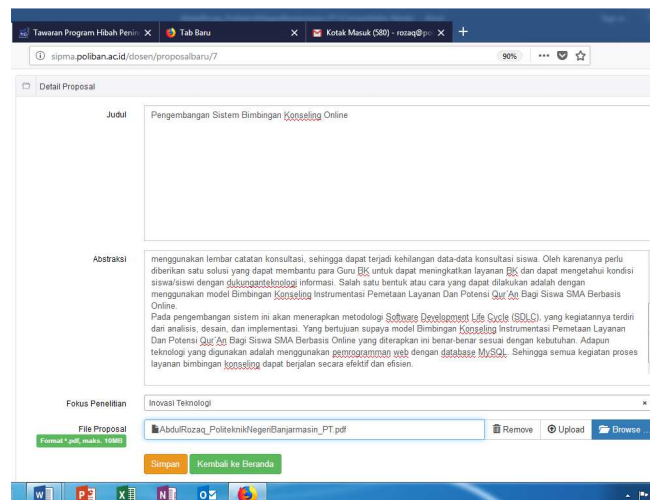 Tawaran Program Hibah Penin
Tab Baru
Kotak Masuk (580) - rozaq@po
sipma.poliban.ac.id/dosen/proposalbaru/7
90%
Detail Proposal
Judul
Pengembangan Sistem Bimbingan Konseling Online
Abstraksi
menggunakan lembar catatan konsultasi, sehingga dapat terjadi kehilangan data-data konsultasi siswa. Oleh karenanya perlu
diberikan satu solusi yang dapat membantu para Guru BK untuk dapat meningkatkan layanan BK dan dapat mengetahui kondisi
siswa/siswi dengan dukunganteknologi informasi. Salah satu bentuk atau cara yang dapat dilakukan adalah dengan
menggunakan model Bimbingan Konseling Instrumentasi Pemetaan Layanan Dan Potensi Qur`An Bagi Siswa SMA Berbasis
Online.
Pada pengembangan sistem ini akan menerapkan metodologi Software Development Life Cycle (SDLC), yang kegiatannya terdiri
dari analisis, desain, dan implementasi. Yang bertujuan supaya model Bimbingan Konseling Instrumentasi Pemetaan Layanan
Dan Potensi Qur`An Bagi Siswa SMA Berbasis Online yang diterapkan ini benar-benar sesuai dengan kebutuhan. Adapun
teknologi yang digunakan adalah menggunakan pemrogramman web dengan database MySQL. Sehingga semua kegiatan proses
layanan bimbingan konseling dapat berjalan secara efektif dan efisien.
Fokus Penelitian
Inovasi Teknologi
File Proposal
Format *.pdf, maks. 10MB
AbdulRozaq_PoliteknikNegeriBanjarmasin_PT.pdf
Remove
Upload
Browse ...
Simpan
Kembali ke Beranda